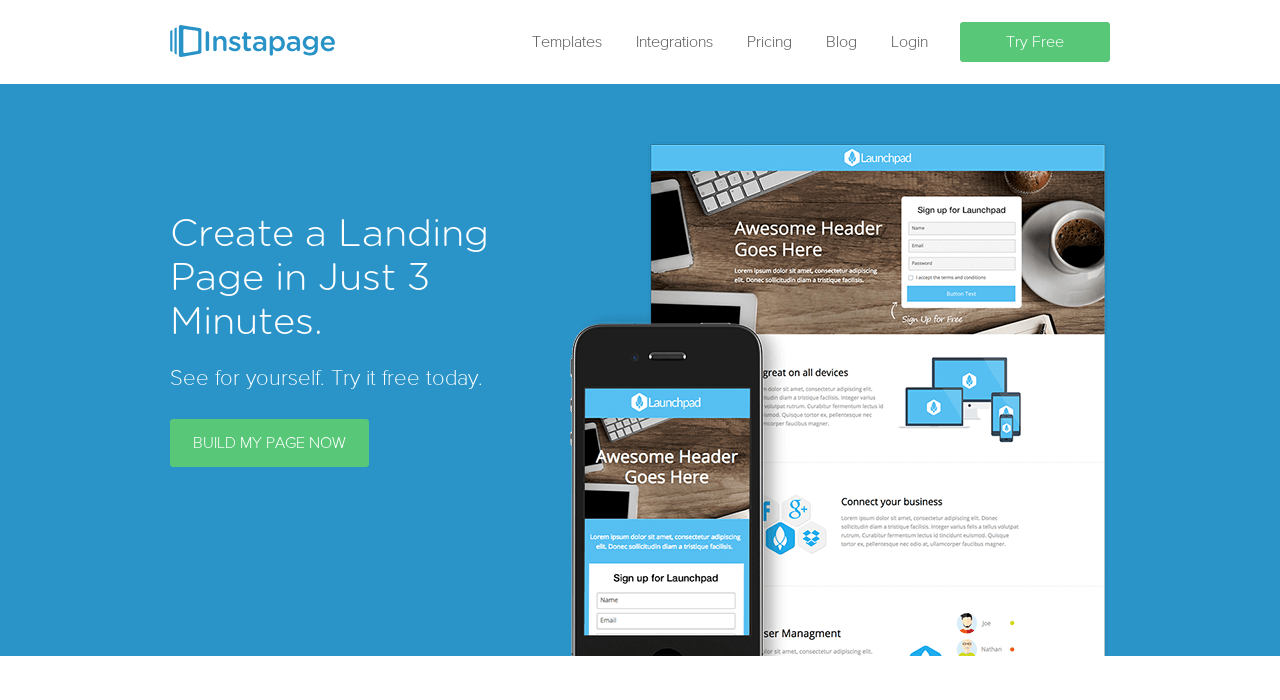 Instapage
Templates Integrations Pricing Blog Login Try Free
Create a Landing
Page in Just 3
Minutes.
See for yourself. Try it free today.
BUILD MY PAGE NOW
Launchpad
Awesome Header
Goes Here
Lorem ipsum dolor sit amet, consectetur adipiscing
elit. Donec sollicitudin diam a tristique facilisis.
Sign up for Launchpad
Name
Email
Password
I accept the terms and conditions
Button Text
Sign Up for Free
great on all devices
dolor sit amet, consectetur adipiscing elit.
tudin diam a tristique facilisis. Integer varius
volutpat rutrum. Curabitur fermentum lectus id
Quisque tortor ex, pellentesque nec odio at,
ullamcorper faucibus magner.
Connect your business
Lorem ipsum dolor sit amet, consectetur adipiscing elit. Donec
sollicitudin diam a tristique facilisis. Integer varius felis a tellus volutpat
rutrum. Curabitur fermentum lectus id tincidunt euismod. Quisque
tortor ex, pellentesque nec odio at, ullamcorper faucibus magner.
ser Managment
dolor sit amet, consectetur adipiscing elit.
Joe
Nathan
Launchpad
Awesome Header
Goes Here
Lorem ipsum dolor sit amet, consectetur adipiscing
elit. Donec sollicitudin diam a tristique facilisis.
Sign up for Launchpad
Name
Email